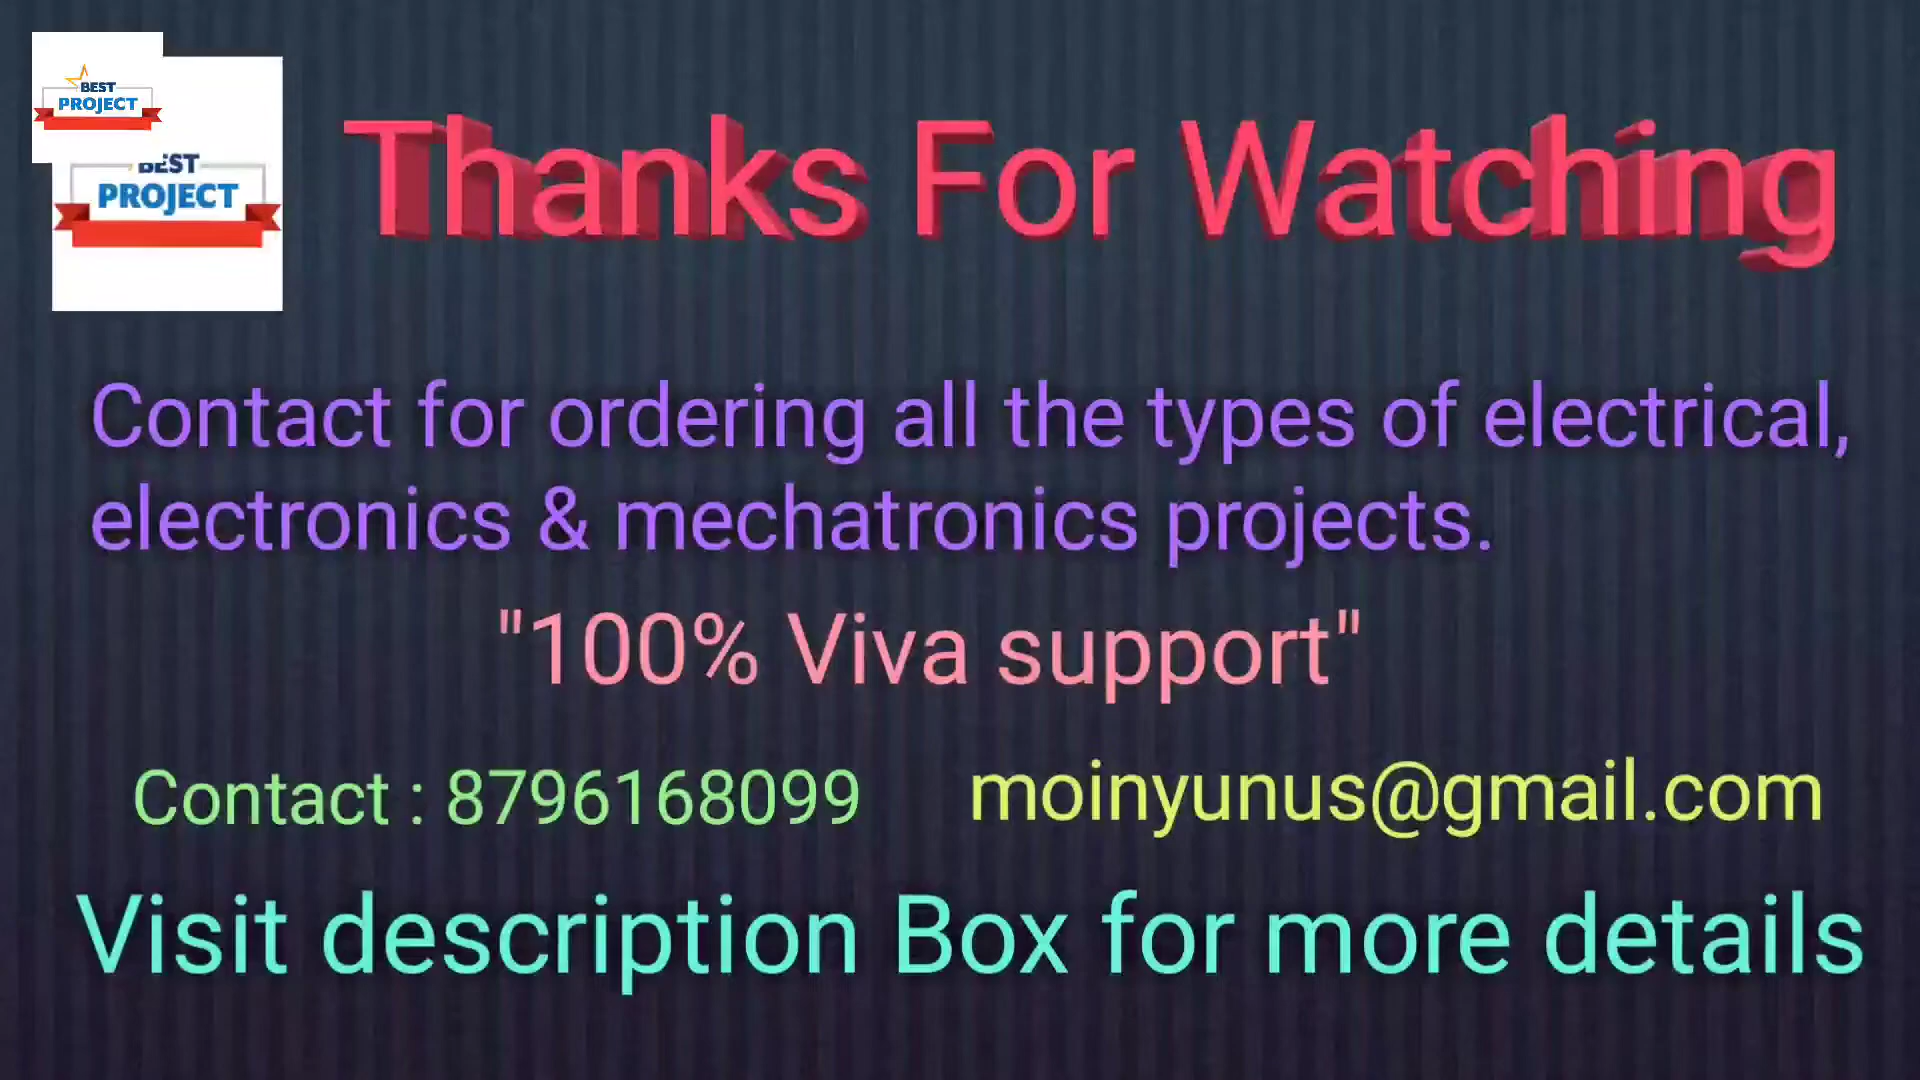 BEST
PROJECT
BEST
PROJECT
Thanks For Watching
Contact for ordering all the types of electrical,
electronics & mechatronics projects.
"100% Viva support"
Contact : 8796168099
moinyunus@gmail.com
Visit description Box for more details